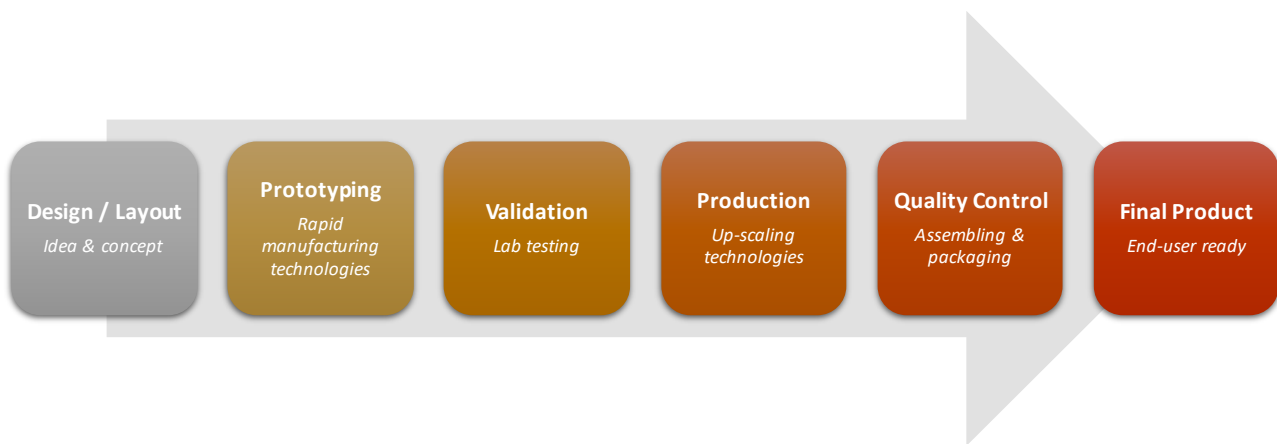 Design / Layout
Idea & concept
Prototyping
Rapid
manufacturing
technologies
Validation
Lab testing
Production
Up-scaling
technologies
Quality Control
Assembling &
packaging
Final Product
End-user ready